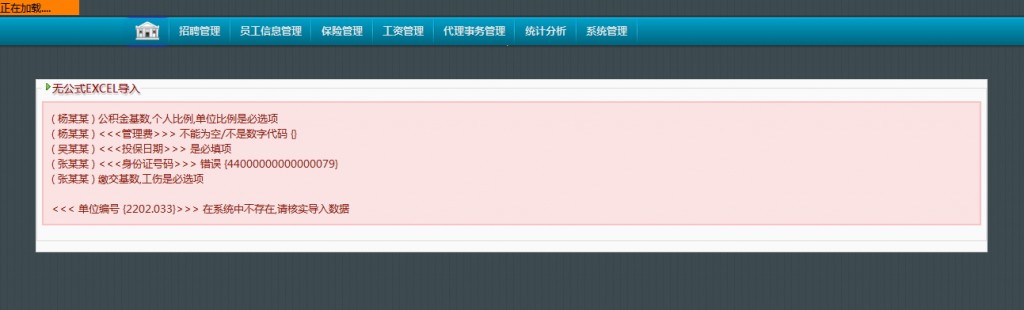 正在加载....
招聘管理 员工信息管理 保险管理 工资管理 代理事务管理 统计分析 系统管理
无公式EXCEL导入
( 杨某某 ) 公积金基数,个人比例,单位比例是必选项
( 杨某某 ) <<<管理费>>> 不能为空/不是数字代码 {}
( 吴某某 ) <<<投保日期>>> 是必填项
( 张某某 ) <<<身份证号码>>> 错误 {44000000000000079}
( 张某某 ) 缴交基数,工伤是必选项
<<< 单位编号 {2202.033}>>> 在系统中不存在,请核实导入数据